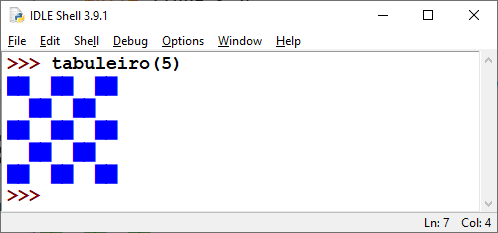 IDLE Shell 3.9.1
File Edit Shell Debug Options Window Help
>>> tabuleiro(5)
██  ██  ██
  ██  ██
██  ██  ██
  ██  ██
██  ██  ██
>>>
Ln: 7 Col: 4